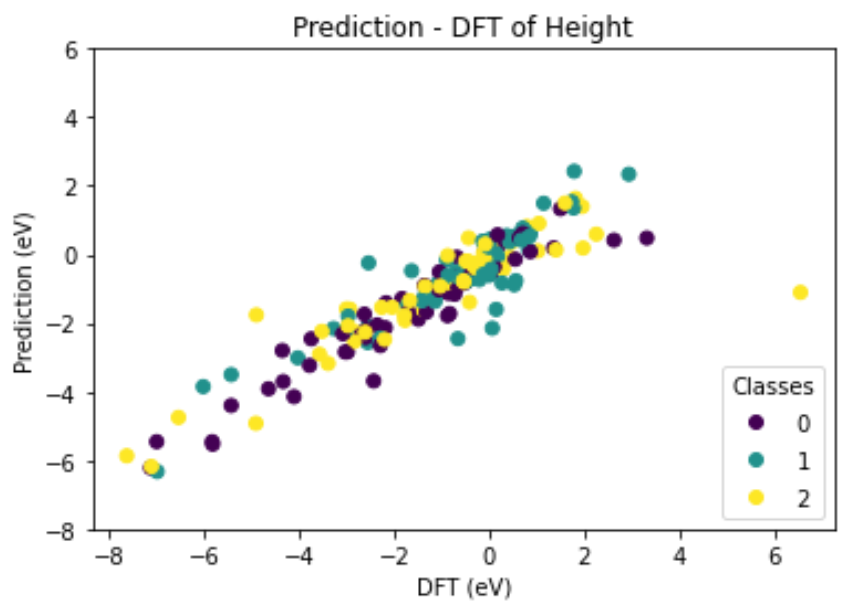 Prediction - DFT of Height
6
4
2
0
−2
−4
−6
−8
Prediction (eV)
−8 −6 −4 −2 0 2 4 6
DFT (eV)
Classes
0
1
2